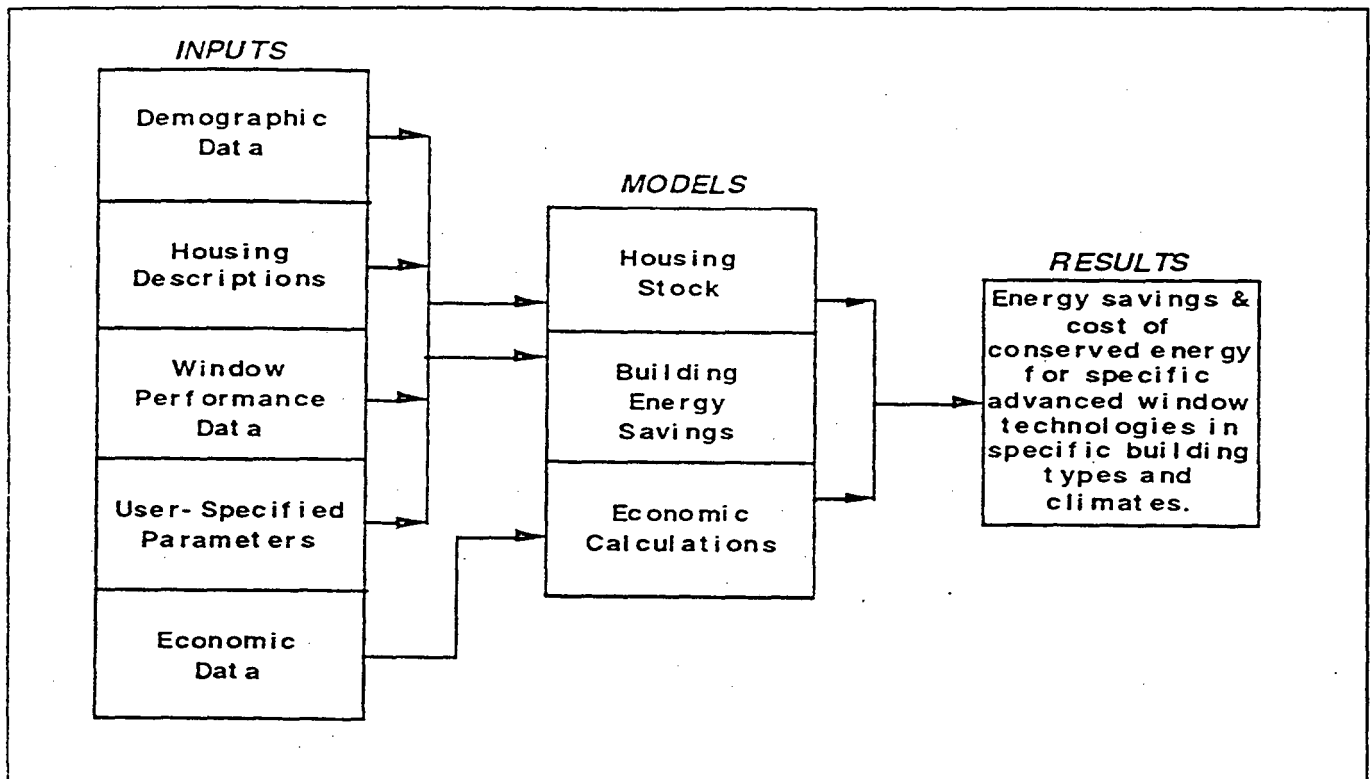 INPUTS
Demographic
Data
Housing
Descriptions
Window
Performance
Data
User-Specified
Parameters
Economic
Data
MODELS
Housing
Stock
Building
Energy
Savings
Economic
Calculations
RESULTS
Energy savings &
cost of
conserved energy
for specific
advanced window
technologies in
specific building
types and
climates.